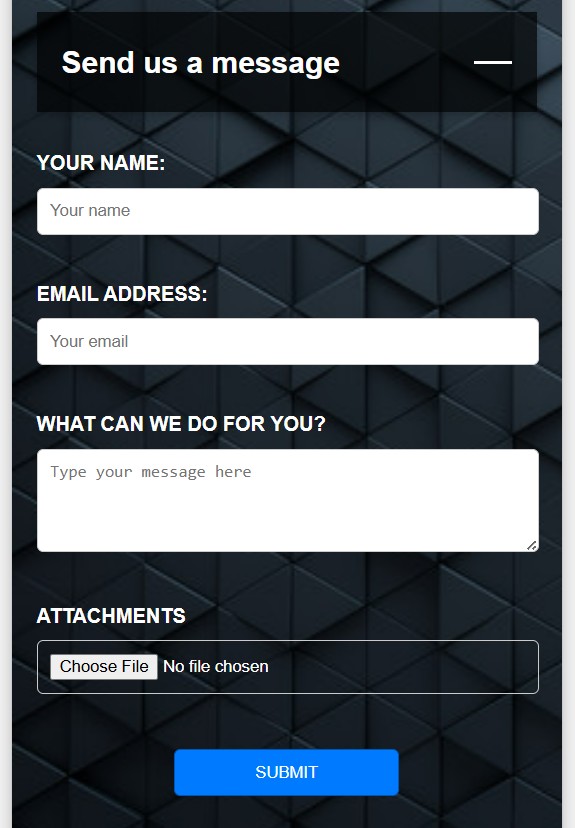 Send us a message
YOUR NAME:
Your name
EMAIL ADDRESS:
Your email
WHAT CAN WE DO FOR YOU?
Type your message here
ATTACHMENTS
Choose File No file chosen
SUBMIT